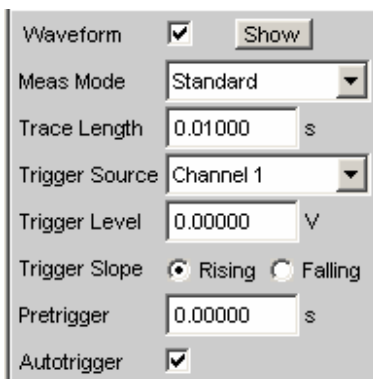 Waveform Show
Meas Mode Standard
Trace Length 0.01000 s
Trigger Source Channel 1
Trigger Level 0.00000 V
Trigger Slope Rising Falling
Pretrigger 0.00000 s
Autotrigger